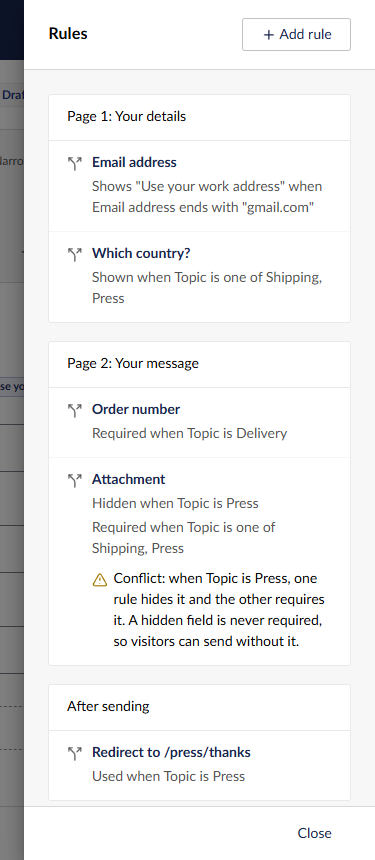 Rules
+ Add rule
Draf
Narro
se yo
Page 1: Your details
Email address
Shows "Use your work address" when
Email address ends with "gmail.com"
Which country?
Shown when Topic is one of Shipping,
Press
Page 2: Your message
Order number
Required when Topic is Delivery
Attachment
Hidden when Topic is Press
Required when Topic is one of
Shipping, Press
Conflict: when Topic is Press, one
rule hides it and the other requires
it. A hidden field is never required,
so visitors can send without it.
After sending
Redirect to /press/thanks
Used when Topic is Press
Close